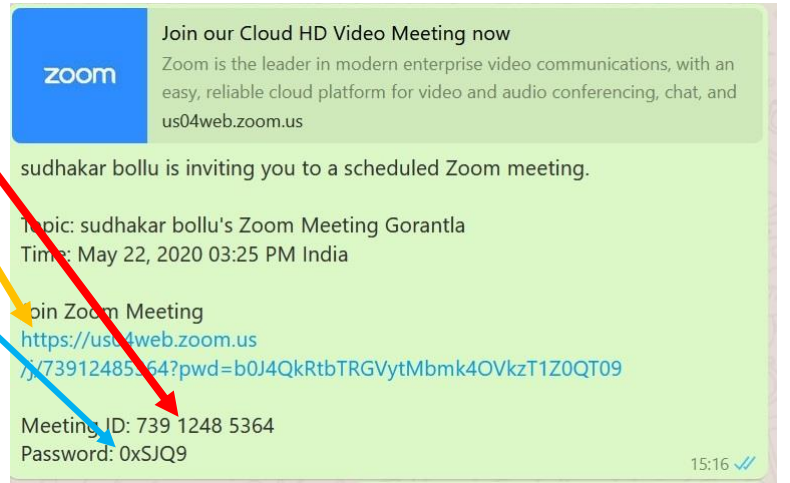 zoom
Join our Cloud HD Video Meeting now
Zoom is the leader in modern enterprise video communications, with an
easy, reliable cloud platform for video and audio conferencing, chat, and
us04web.zoom.us
sudhakar bollu is inviting you to a scheduled Zoom meeting.
Topic: sudhakar bollu's Zoom Meeting Gorantla
Time: May 22, 2020 03:25 PM India
Join Zoom Meeting
https://us04web.zoom.us
/j/73912485364?pwd=b0J4QkRtbTRGVytMbmk4OVkzT1Z0QT09
Meeting ID: 739 1248 5364
Password: 0xSJQ9
15:16